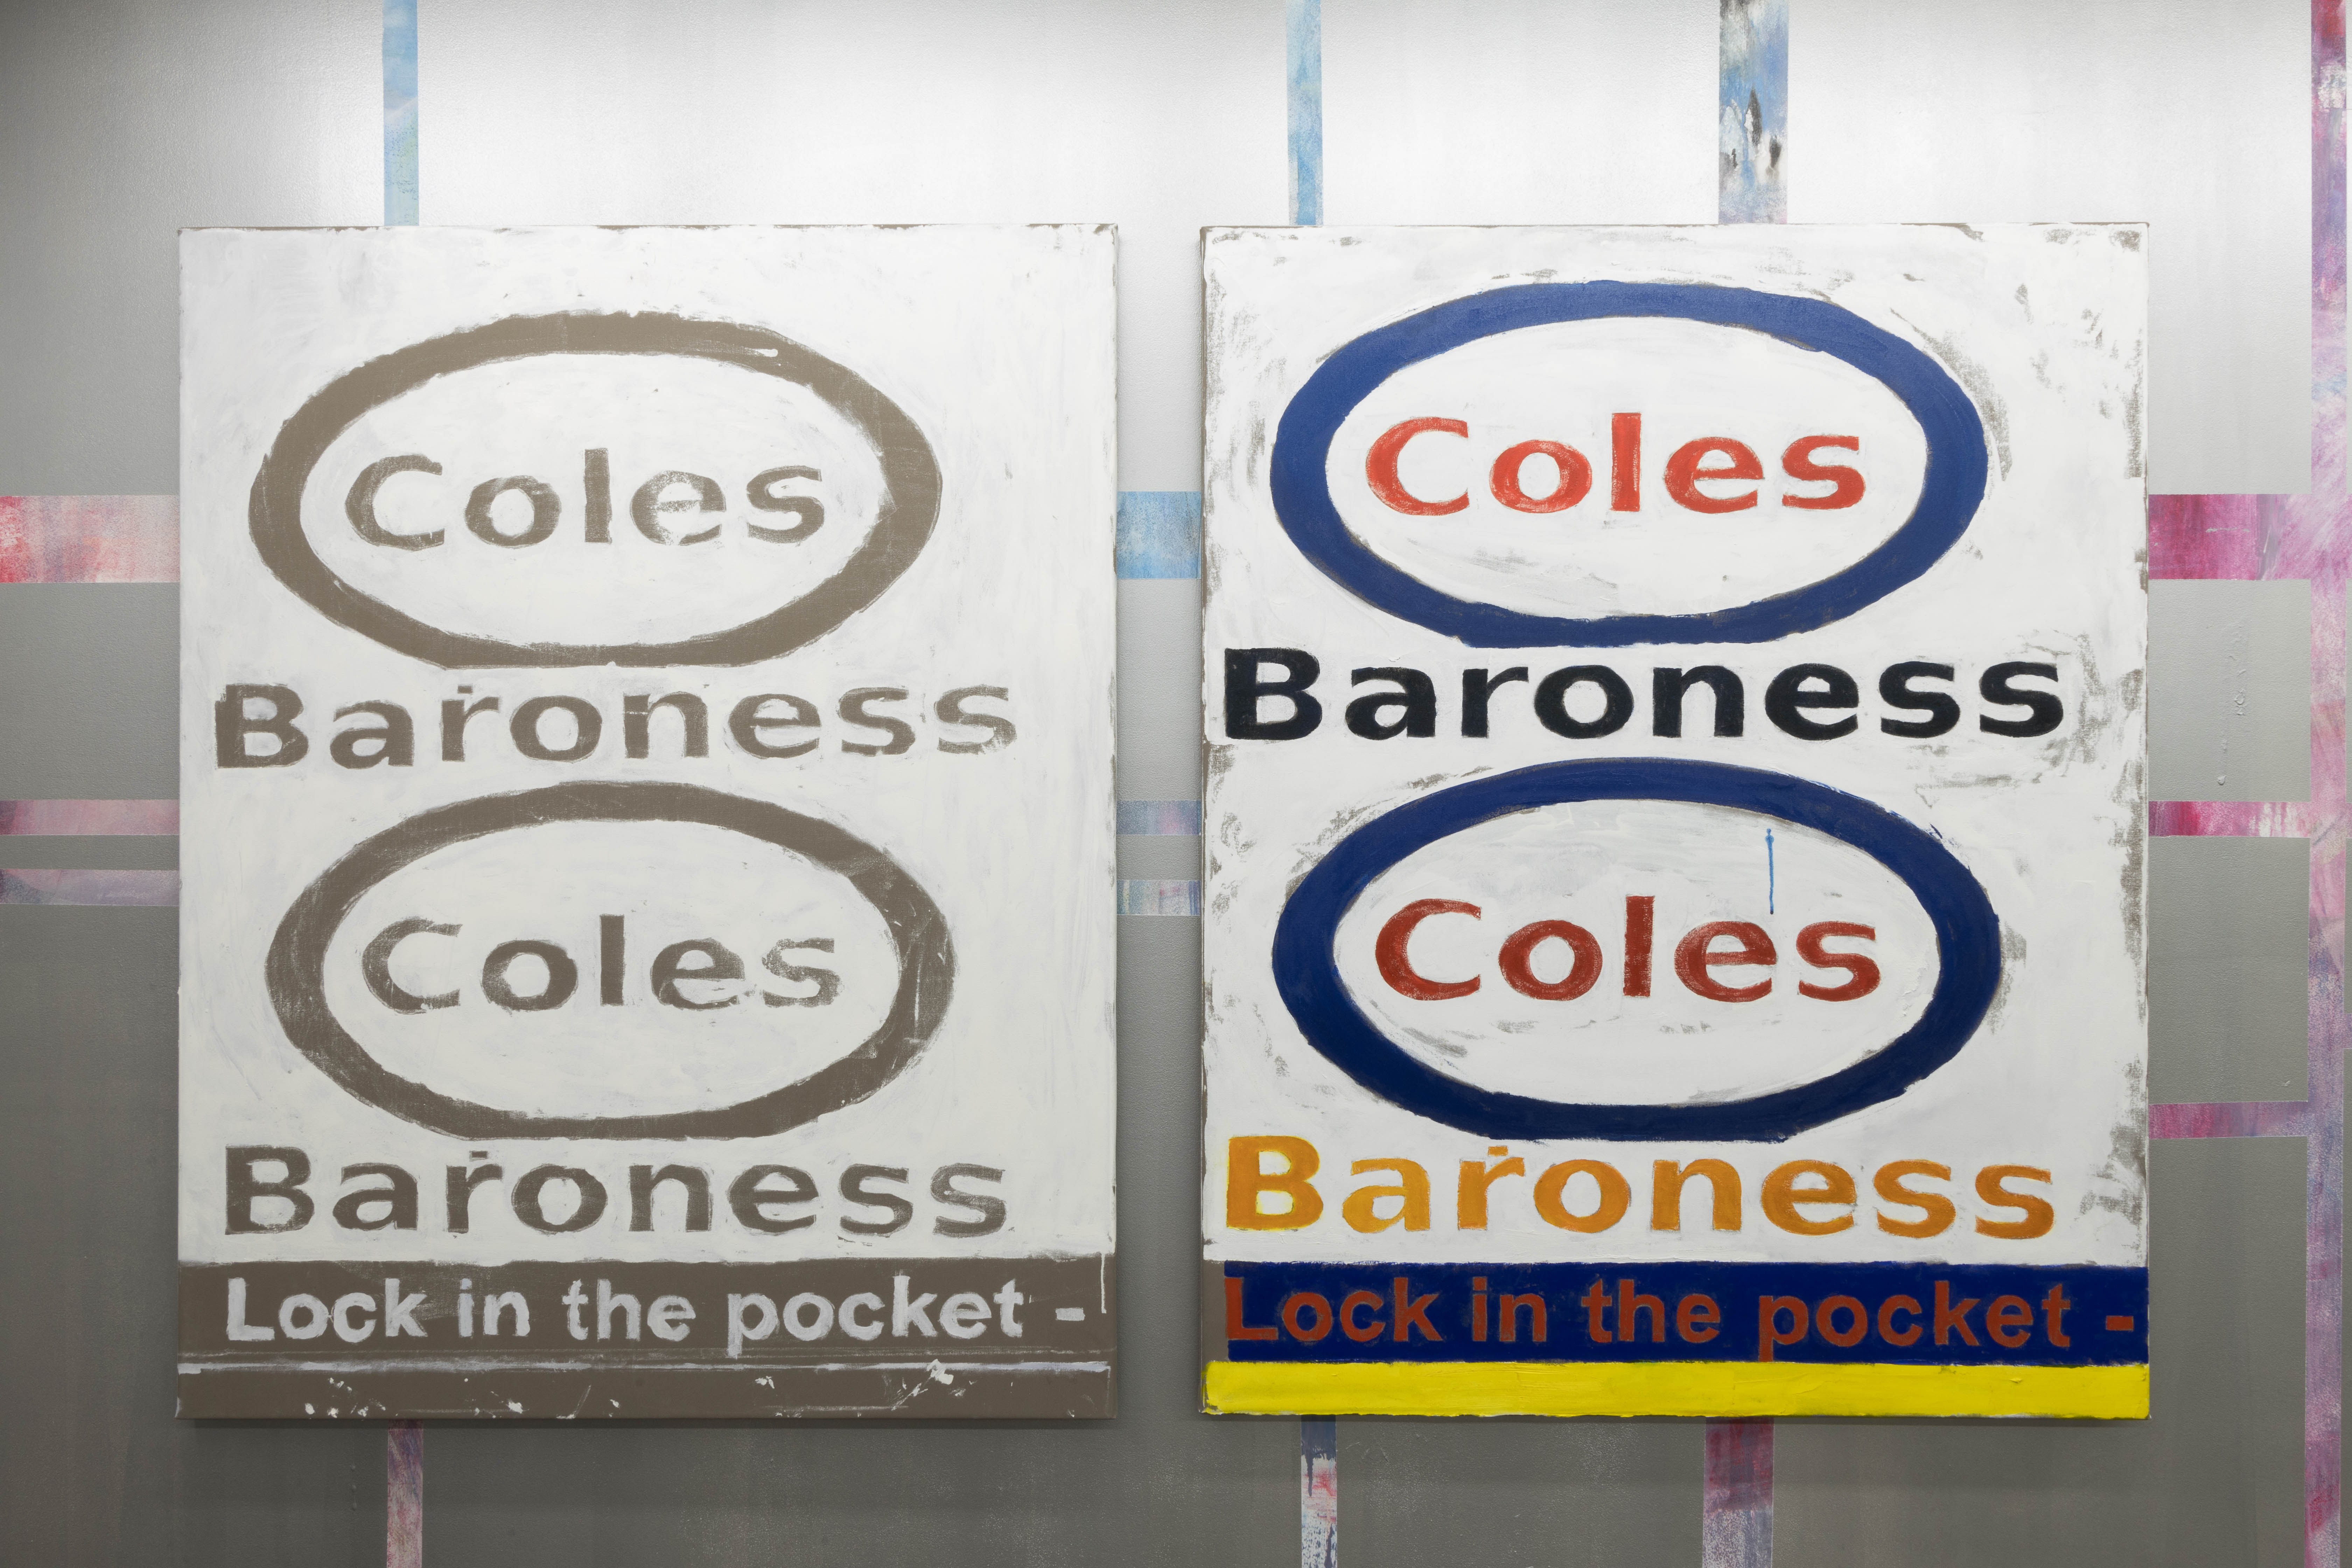 Coles
Baroness
Coles
Baroness
Lock in the pocket -
Coles
Baroness
Coles
Baroness
Lock in the pocket -